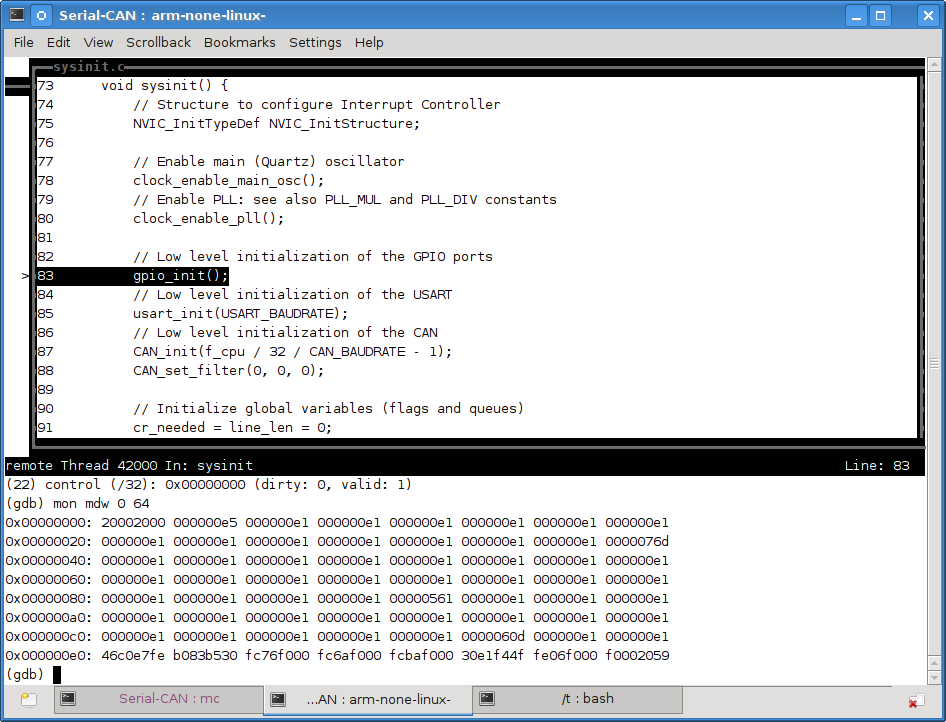 Serial-CAN : arm-none-linux-
File Edit View Scrollback Bookmarks Settings Help
sysinit.c
73 void sysinit() {
74 // Structure to configure Interrupt Controller
75 NVIC_InitTypeDef NVIC_InitStructure;
76
77 // Enable main (Quartz) oscillator
78 clock_enable_main_osc();
79 // Enable PLL: see also PLL_MUL and PLL_DIV constants
80 clock_enable_pll();
81
82 // Low level initialization of the GPIO ports
>83 gpio_init();
84 // Low level initialization of the USART
85 usart_init(USART_BAUDRATE);
86 // Low level initialization of the CAN
87 CAN_init(f_cpu / 32 / CAN_BAUDRATE - 1);
88 CAN_set_filter(0, 0, 0);
89
90 // Initialize global variables (flags and queues)
91 cr_needed = line_len = 0;
remote Thread 42000 In: sysinit Line: 83
(22) control (/32): 0x00000000 (dirty: 0, valid: 1)
(gdb) mon mdw 0 64
0x00000000: 20002000 000000e5 000000e1 000000e1 000000e1 000000e1 000000e1 000000e1
0x00000020: 000000e1 000000e1 000000e1 000000e1 000000e1 000000e1 000000e1 0000076d
0x00000040: 000000e1 000000e1 000000e1 000000e1 000000e1 000000e1 000000e1 000000e1
0x00000060: 000000e1 000000e1 000000e1 000000e1 000000e1 000000e1 000000e1 000000e1
0x00000080: 000000e1 000000e1 000000e1 000000e1 00000561 000000e1 000000e1 000000e1
0x000000a0: 000000e1 000000e1 000000e1 000000e1 000000e1 000000e1 000000e1 000000e1
0x000000c0: 000000e1 000000e1 000000e1 000000e1 000000e1 0000060d 000000e1 000000e1
0x000000e0: 46c0e7fe b083b530 fc76f000 fc6af000 fcbaf000 30e1f44f fe06f000 f0002059
(gdb)
Serial-CAN : mc ...AN : arm-none-linux- /t : bash